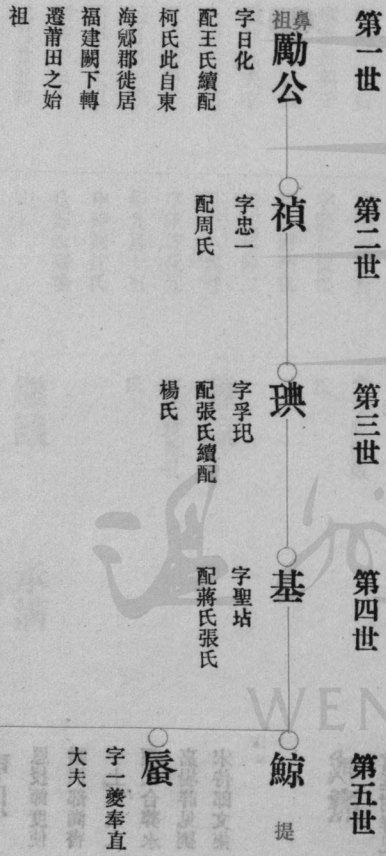 第一世
鼻祖
勵公
字日化
配王氏續配
柯氏此自東
海郯郡徙居
福建闕下轉
遷莆田之始
祖
第二世
禎
字忠一
配周氏
第三世
㻂
字孚玘
配張氏續配
楊氏
第四世
基
字聖坫
配蔣氏張氏
第五世
鯨
提
蜃
字一夔奉直
大夫
WEN